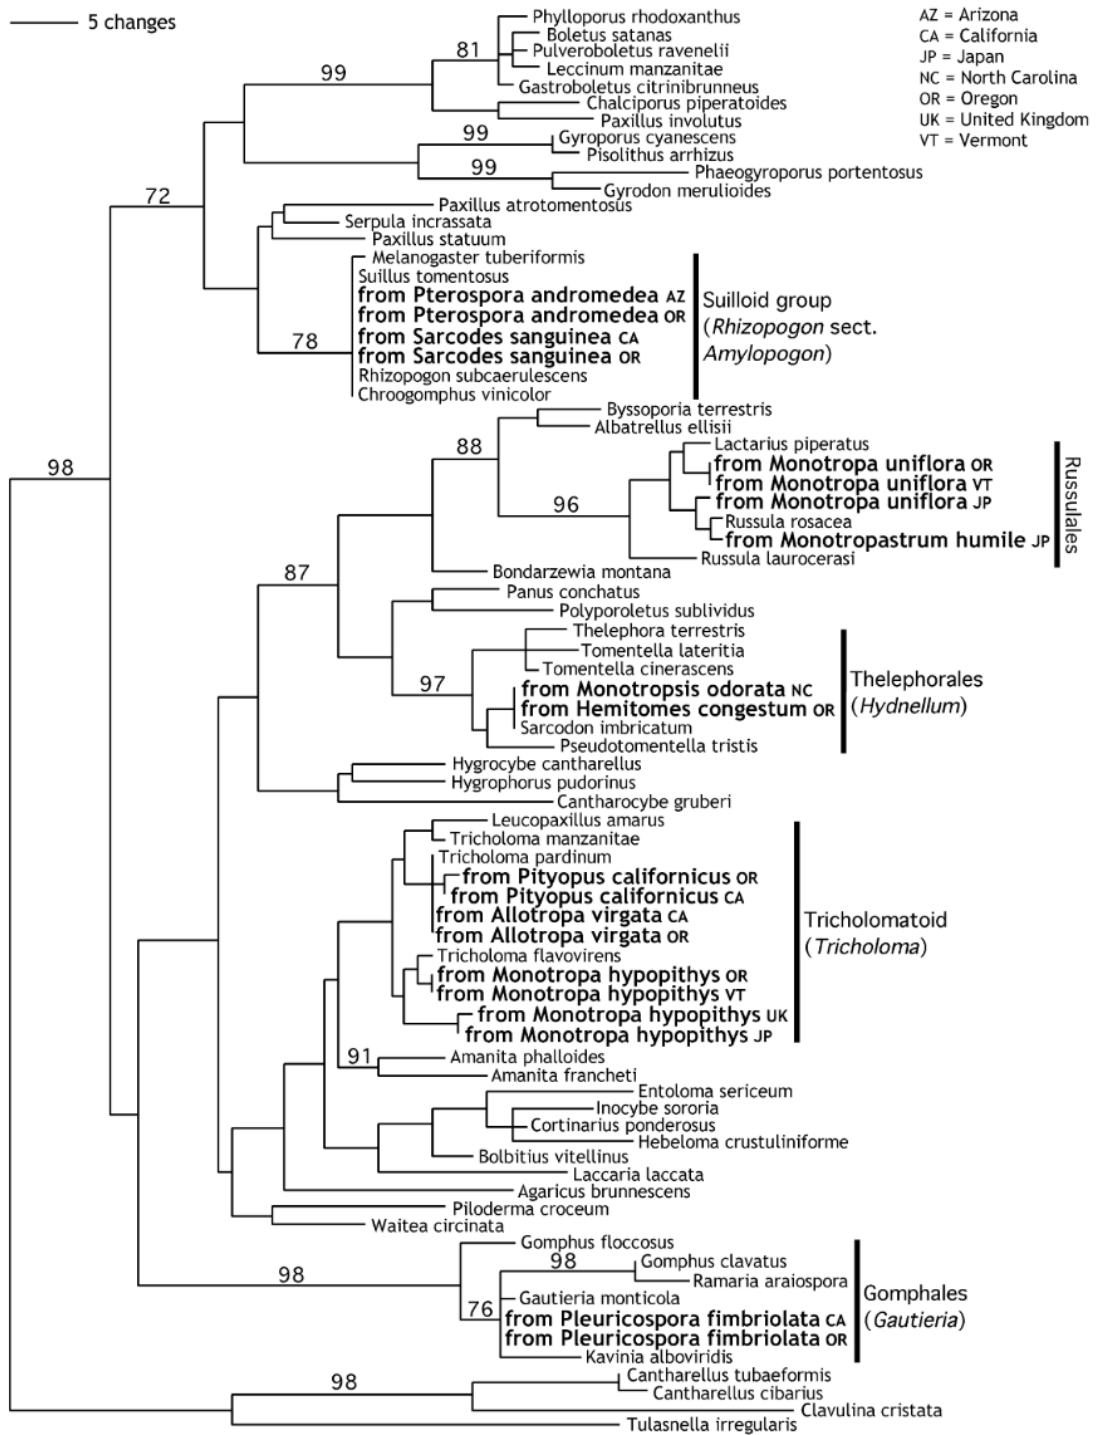 5 changes
AZ = Arizona
CA = California
JP = Japan
NC = North Carolina
OR = Oregon
UK = United Kingdom
VT = Vermont
Phylloporus rhodoxanthus
Boletus satanas
81
Pulveroboletus ravenelii
Leccinum manzanitae
99
Gastroboletus citrinibrunneus
Chalciporus piperatoides
Paxillus involutus
99
Gyroporus cyanescens
Pisolithus arrhizus
99
Phaeogyroporus portentosus
Gyrodon merulioides
72
Paxillus atrotomentosus
Serpula incrassata
Paxillus statuum
Melanogaster tuberiformis
Suillus tomentosus
from Pterospora andromedea AZ
from Pterospora andromedea OR
78
from Sarcodes sanguinea CA
from Sarcodes sanguinea OR
Rhizopogon subcaerulescens
Chroogomphus vinicolor
Suilloid group
(Rhizopogon sect.
Amylopogon)
Byssoporia terrestris
Albatrellus ellisii
88
Lactarius piperatus
98
from Monotropa uniflora OR
from Monotropa uniflora VT
96
from Monotropa uniflora JP
Russula rosacea
from Monotropastrum humile JP
Russula laurocerasi
Russulales
87
Bondarzewia montana
Panus conchatus
Polyporoletus sublividus
Thelephora terrestris
Tomentella lateritia
Tomentella cinerascens
97
from Monotropsis odorata NC
from Hemitomes congestum OR
Sarcodon imbricatum
Pseudotomentella tristis
Thelephorales
(Hydnellum)
Hygrocybe cantharellus
Hygrophorus pudorinus
Cantharocybe gruberi
Leucopaxillus amarus
Tricholoma manzanitae
Tricholoma pardinum
from Pityopus californicus OR
from Pityopus californicus CA
from Allotropa virgata CA
from Allotropa virgata OR
Tricholoma flavovirens
from Monotropa hypopithys OR
from Monotropa hypopithys VT
from Monotropa hypopithys UK
from Monotropa hypopithys JP
Tricholomatoid
(Tricholoma)
91
Amanita phalloides
Amanita francheti
Entoloma sericeum
Inocybe sororia
Cortinarius ponderosus
Hebeloma crustuliniforme
Bolbitius vitellinus
Laccaria laccata
Agaricus brunnescens
Piloderma croceum
Waitea circinata
Gomphus floccosus
98
98
Gomphus clavatus
Ramaria araiospora
76
Gautieria monticola
from Pleuricospora fimbriolata CA
from Pleuricospora fimbriolata OR
Kavinia alboviridis
Gomphales
(Gautieria)
98
Cantharellus tubaeformis
Cantharellus cibarius
Clavulina cristata
Tulasnella irregularis